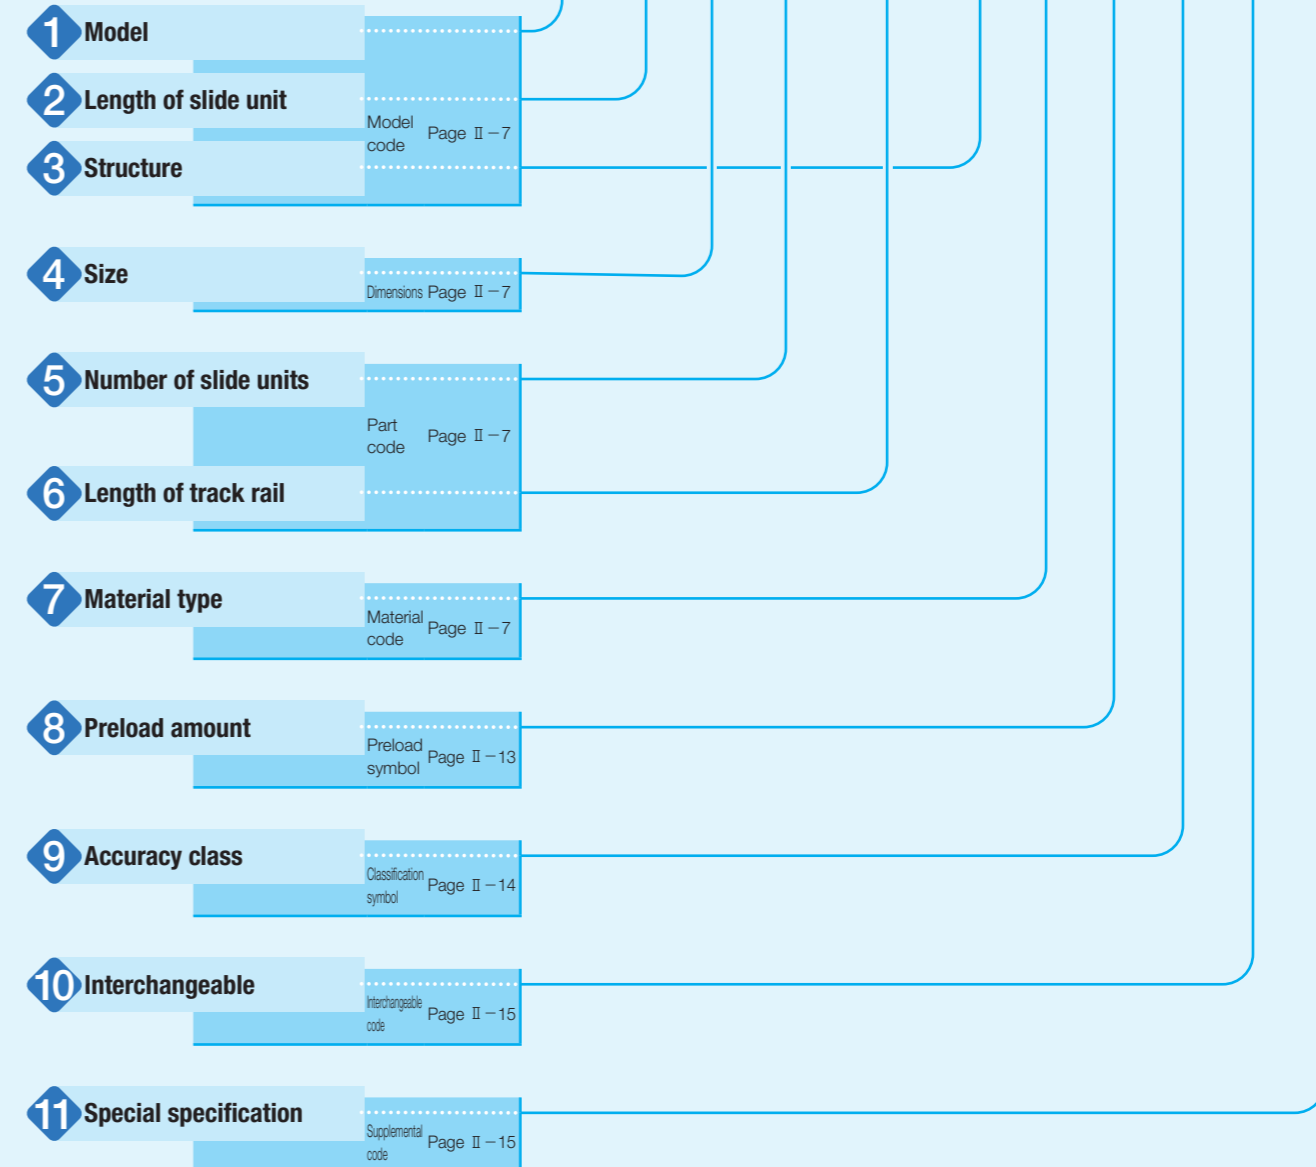 1 Model
2 Length of slide unit
Model
code
Page Ⅱ－7
3 Structure
4 Size
Dimensions Page Ⅱ－7
5 Number of slide units
Part
code
Page Ⅱ－7
6 Length of track rail
7 Material type
Material
code
Page Ⅱ－7
8 Preload amount
Preload
symbol
Page Ⅱ－13
9 Accuracy class
Classification
symbol
Page Ⅱ－14
10 Interchangeable
Interchangeable
code
Page Ⅱ－15
11 Special specification
Supplemental
code
Page Ⅱ－15